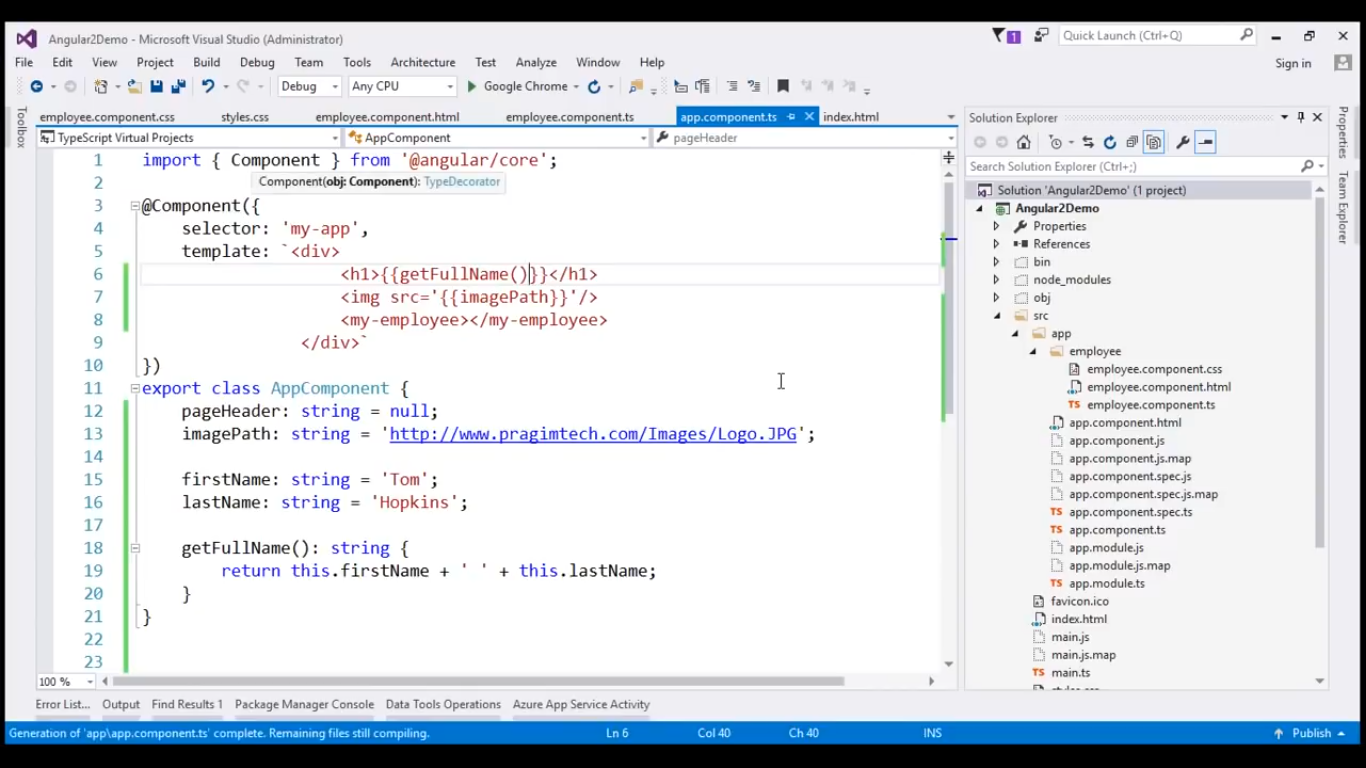 Angular2Demo - Microsoft Visual Studio (Administrator)
1
Quick Launch (Ctrl+Q)
File Edit View Project Build Debug Team Tools Architecture Test Analyze Window Help
Sign in
Debug Any CPU Google Chrome
Toolbox
employee.component.css styles.css employee.component.html employee.component.ts app.component.ts index.html
TypeScript Virtual Projects AppComponent pageHeader
1 import { Component } from '@angular/core';
2 Component(obj: Component): TypeDecorator
3 @Component({
4 selector: 'my-app',
5 template: `<div>
6 <h1>{{getFullName()}}</h1>
7 <img src='{{imagePath}}'/>
8 <my-employee></my-employee>
9 </div>`
10 })
11 export class AppComponent {
12 pageHeader: string = null;
13 imagePath: string = 'http://www.pragimtech.com/Images/Logo.JPG';
14
15 firstName: string = 'Tom';
16 lastName: string = 'Hopkins';
17
18 getFullName(): string {
19 return this.firstName + ' ' + this.lastName;
20 }
21 }
22
23
100 %
Solution Explorer
Search Solution Explorer (Ctrl+;)
Solution 'Angular2Demo' (1 project)
Angular2Demo
Properties
References
bin
node_modules
obj
src
app
employee
employee.component.css
employee.component.html
employee.component.ts
app.component.html
app.component.js
app.component.js.map
app.component.spec.js
app.component.spec.js.map
app.component.spec.ts
app.component.ts
app.module.js
app.module.js.map
app.module.ts
favicon.ico
index.html
main.js
main.js.map
main.ts
styles.css
Properties
Team Explorer
Error List... Output Find Results 1 Package Manager Console Data Tools Operations Azure App Service Activity
Generation of 'app\app.component.ts' complete. Remaining files still compiling. Ln 6 Col 40 Ch 40 INS Publish